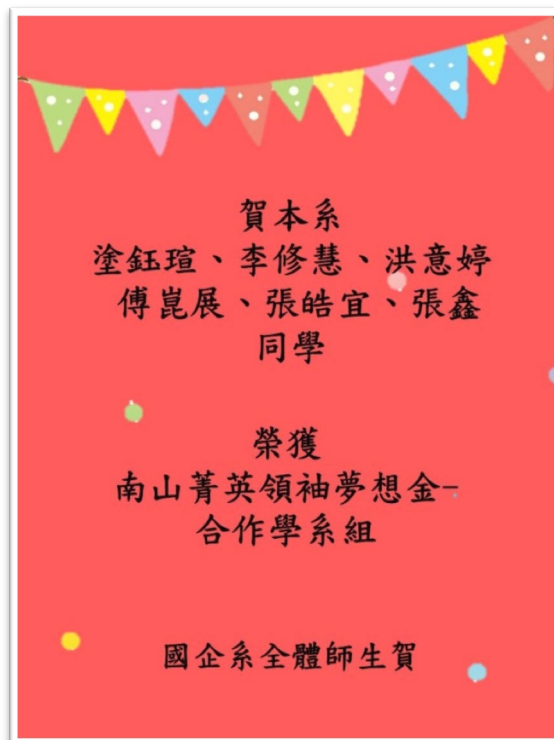 賀本系
塗鈺瑄、李修慧、洪意婷
傅崑展、張皓宜、張鑫
同學
榮獲
南山菁英領袖夢想金-
合作學系組
國企系全體師生賀